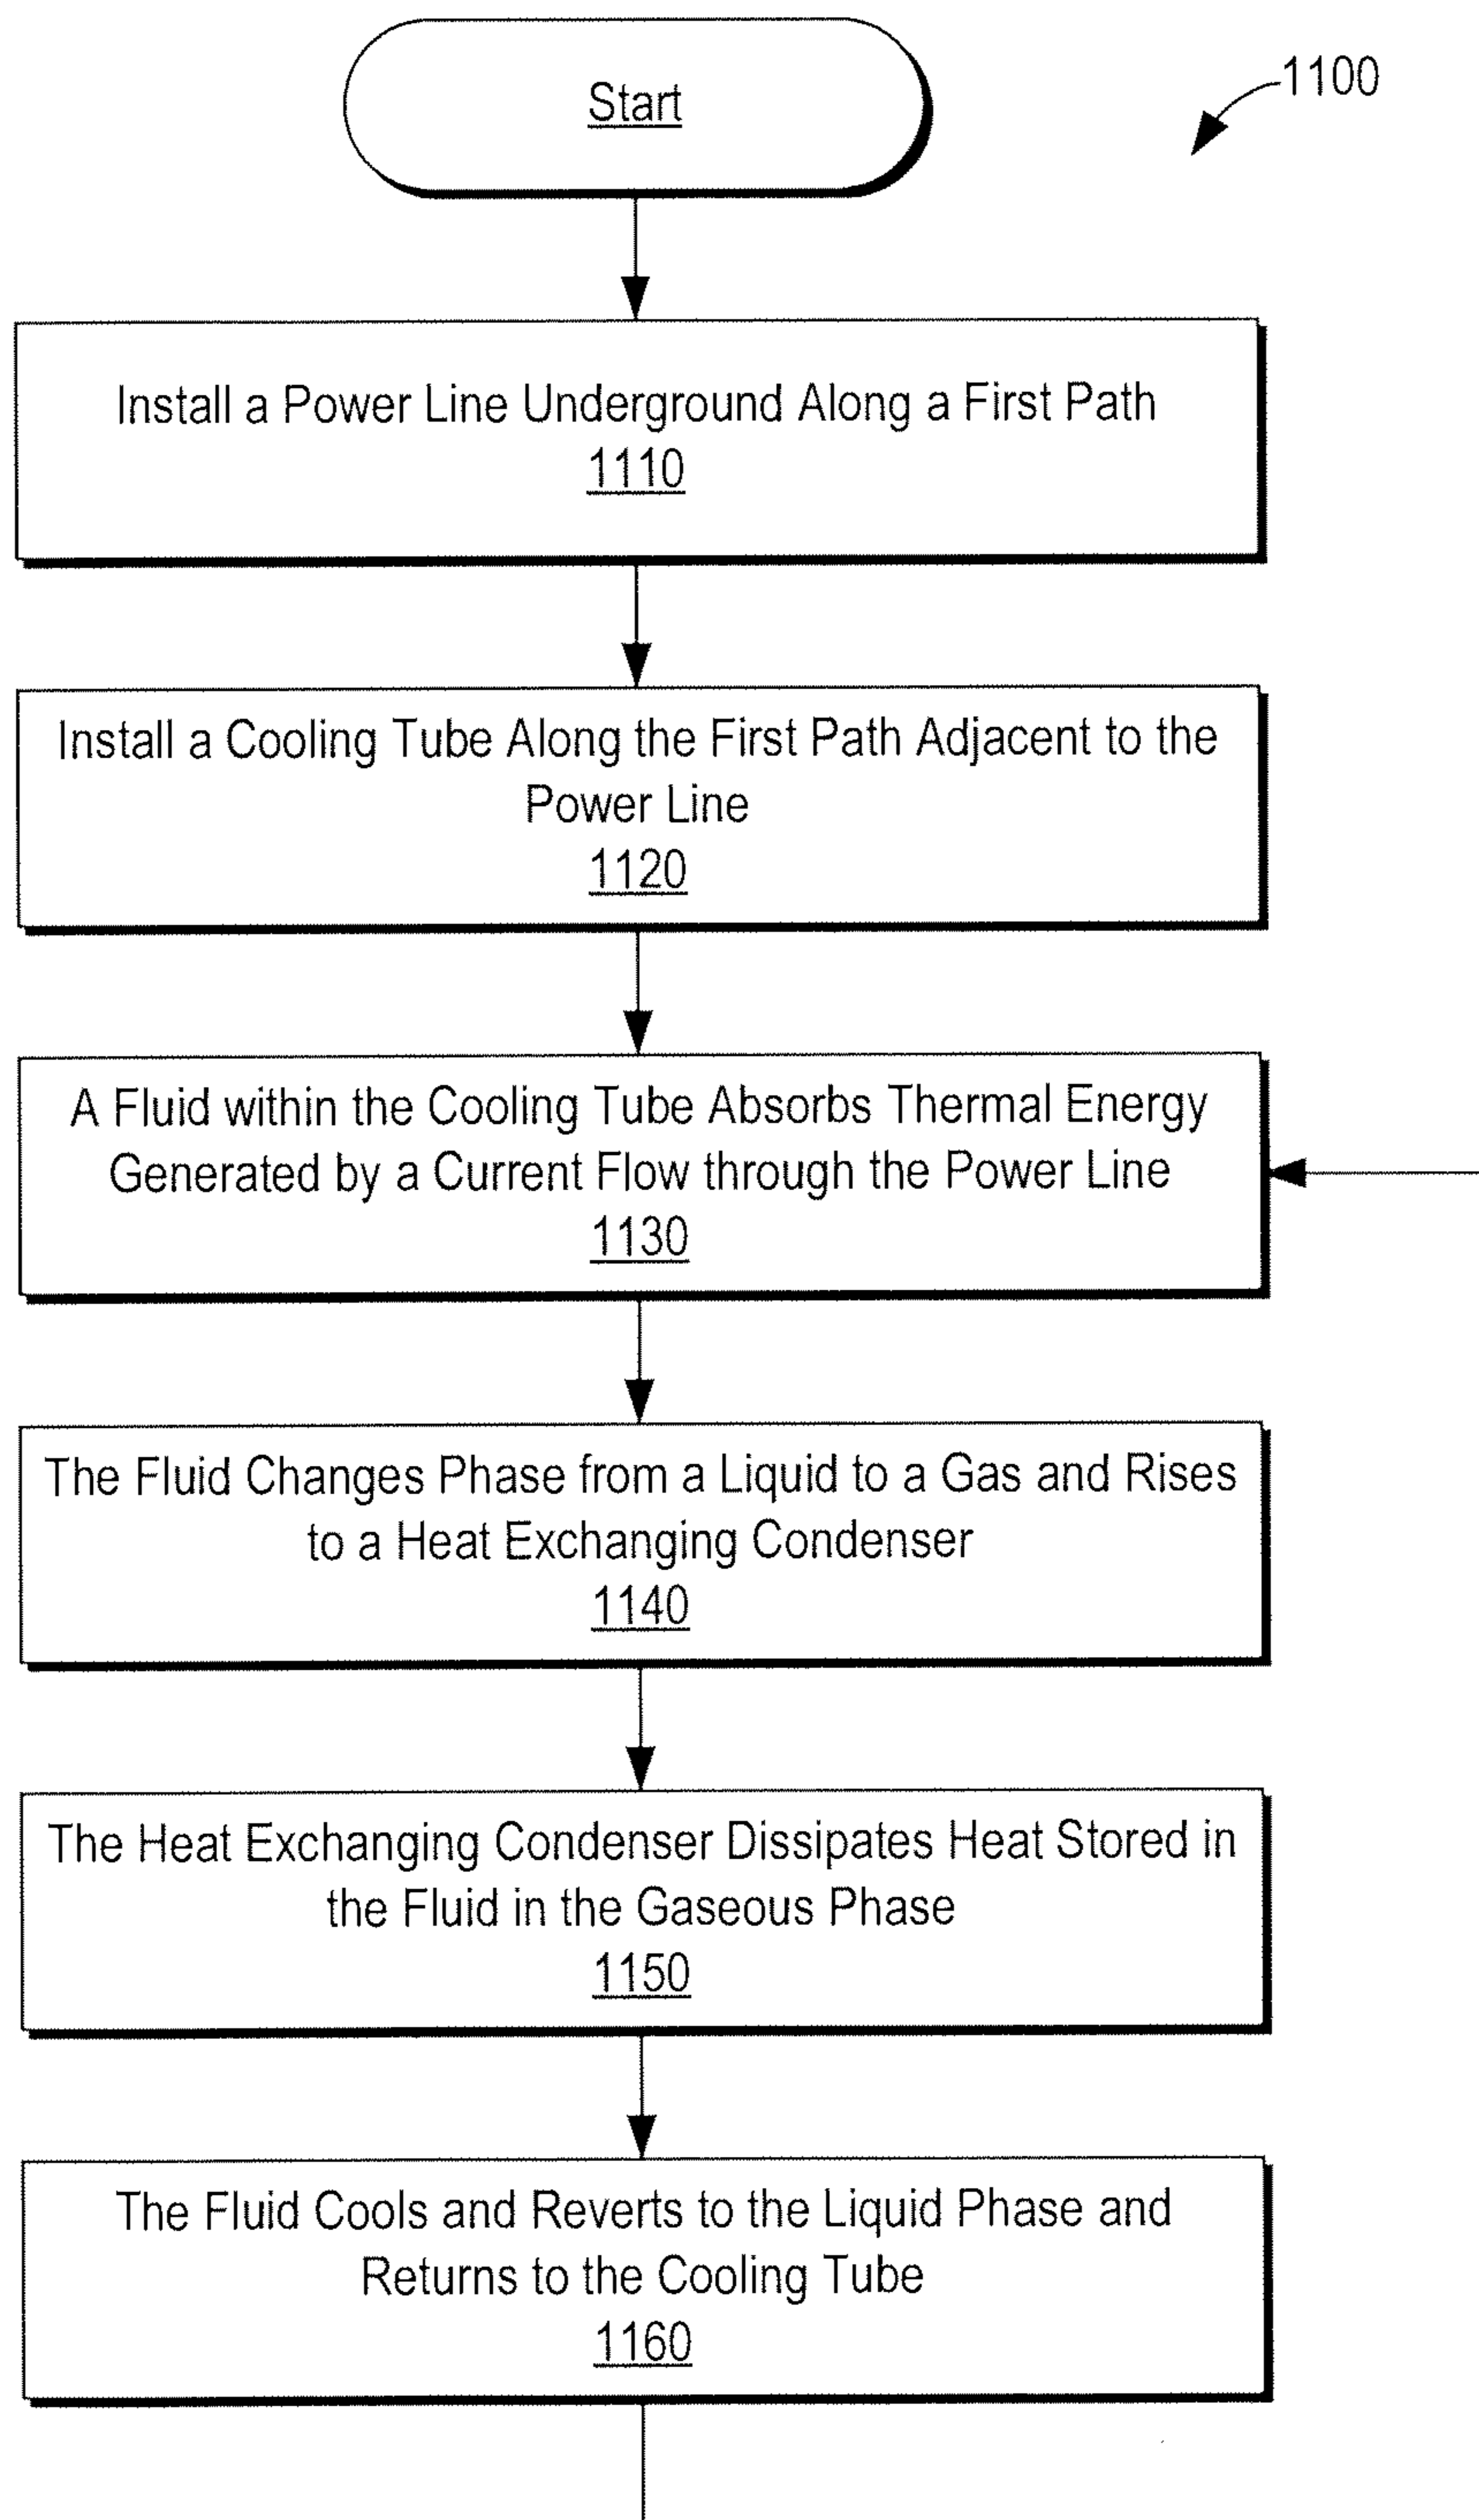 Start
1100
Install a Power Line Underground Along a First Path
1110
Install a Cooling Tube Along the First Path Adjacent to the
Power Line
1120
A Fluid within the Cooling Tube Absorbs Thermal Energy
Generated by a Current Flow through the Power Line
1130
The Fluid Changes Phase from a Liquid to a Gas and Rises
to a Heat Exchanging Condenser
1140
The Heat Exchanging Condenser Dissipates Heat Stored in
the Fluid in the Gaseous Phase
1150
The Fluid Cools and Reverts to the Liquid Phase and
Returns to the Cooling Tube
1160